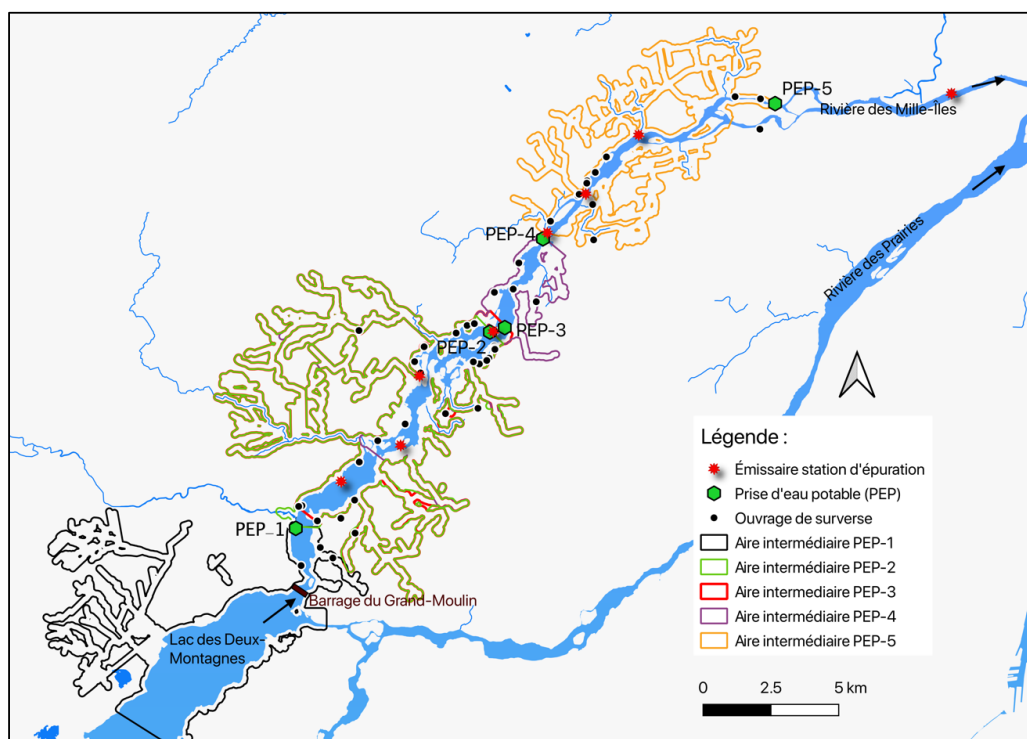 PEP-5
Rivière des Mille-Îles
PEP-4
Rivière des Prairies
PEP-3
PEP-2
PEP_1
Barrage du Grand-Moulin
Lac des Deux-
Montagnes
Légende :
Émissaire station d'épuration
Prise d'eau potable (PEP)
Ouvrage de surverse
Aire intermédiaire PEP-1
Aire intermédiaire PEP-2
Aire intermédiaire PEP-3
Aire intermédiaire PEP-4
Aire intermédiaire PEP-5
0 2.5 5 km